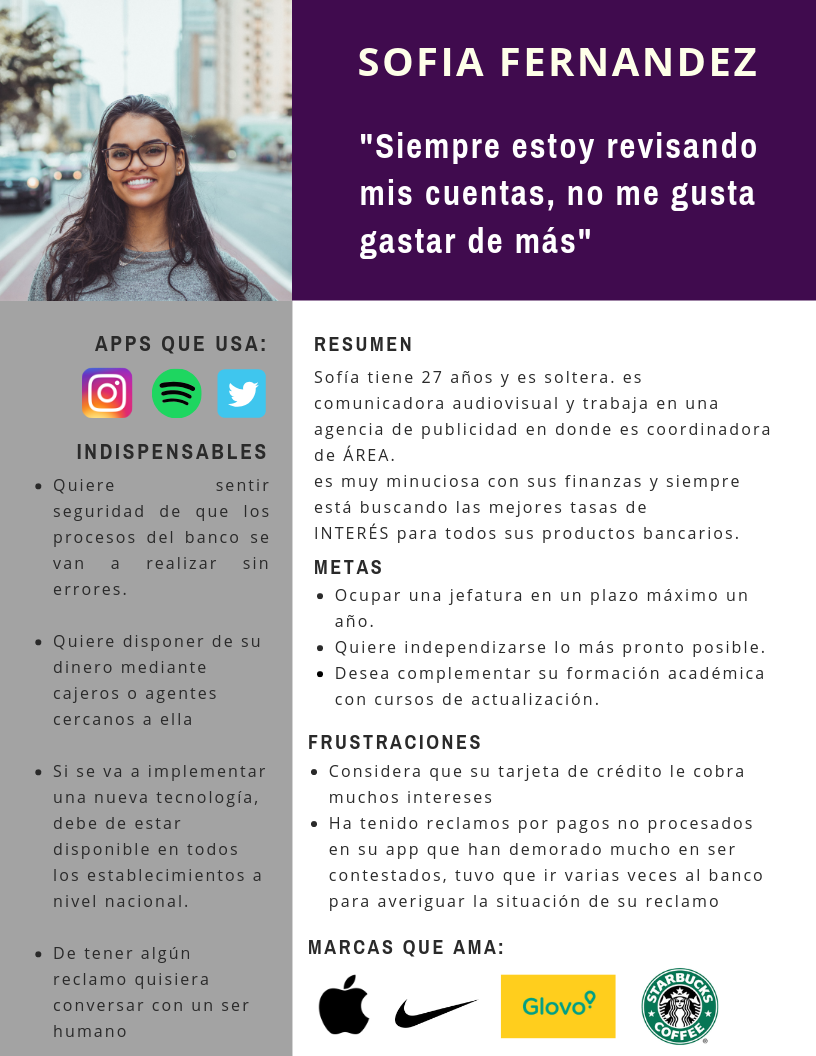 SOFIA FERNANDEZ
"Siempre estoy revisando
mis cuentas, no me gusta
gastar de más"
APPS QUE USA:
INDISPENSABLES
• Quiere sentir
seguridad de que los
procesos del banco se
van a realizar sin
errores.
• Quiere disponer de su
dinero mediante
cajeros o agentes
cercanos a ella
• Si se va a implementar
una nueva tecnología,
debe de estar
disponible en todos
los establecimientos a
nivel nacional.
• De tener algún
reclamo quisiera
conversar con un ser
humano
RESUMEN
Sofía tiene 27 años y es soltera. es
comunicadora audiovisual y trabaja en una
agencia de publicidad en donde es coordinadora
de ÁREA.
es muy minuciosa con sus finanzas y siempre
está buscando las mejores tasas de
INTERÉS para todos sus productos bancarios.
METAS
• Ocupar una jefatura en un plazo máximo un
año.
• Quiere independizarse lo más pronto posible.
• Desea complementar su formación académica
con cursos de actualización.
FRUSTRACIONES
• Considera que su tarjeta de crédito le cobra
muchos intereses
• Ha tenido reclamos por pagos no procesados
en su app que han demorado mucho en ser
contestados, tuvo que ir varias veces al banco
para averiguar la situación de su reclamo
MARCAS QUE AMA:
Glovo
STARBUCKS
COFFEE
®